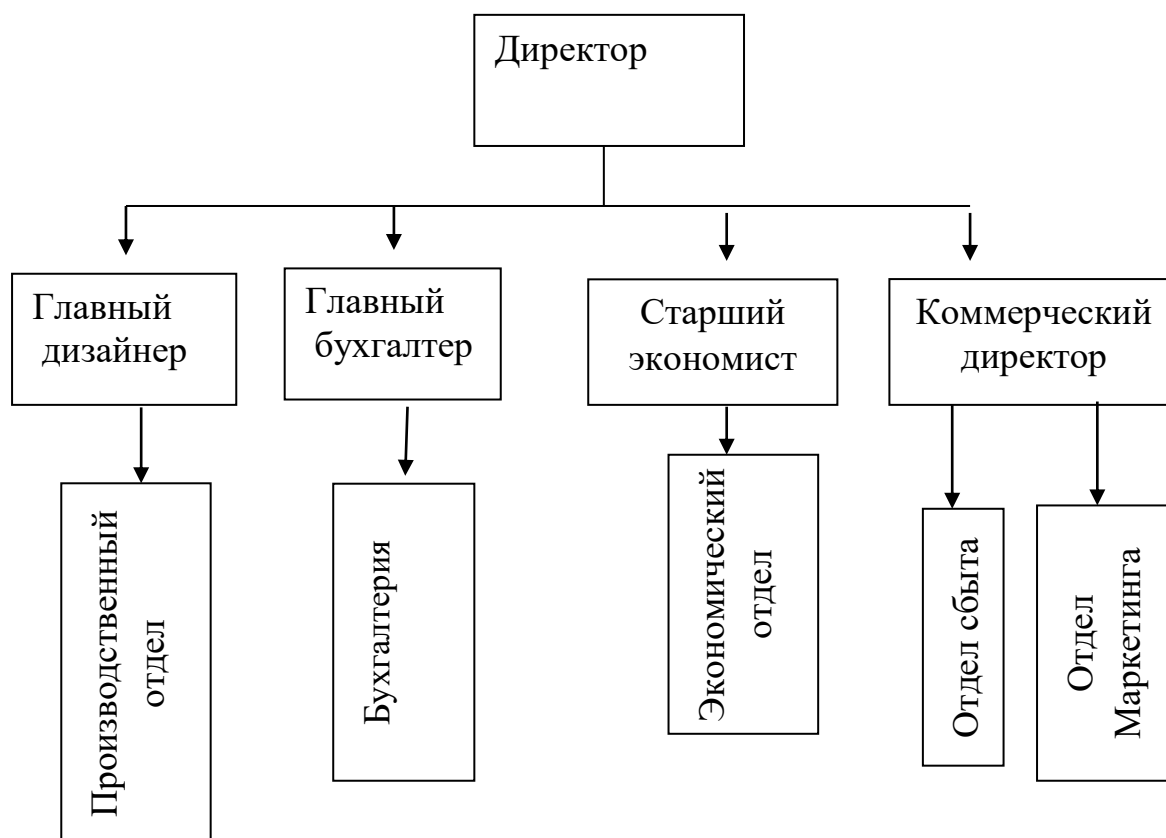 Директор
Главный
дизайнер
Главный
бухгалтер
Старший
экономист
Коммерческий
директор
Производственный
отдел
Бухгалтерия
Экономический
отдел
Отдел сбыта
Отдел
Маркетинга